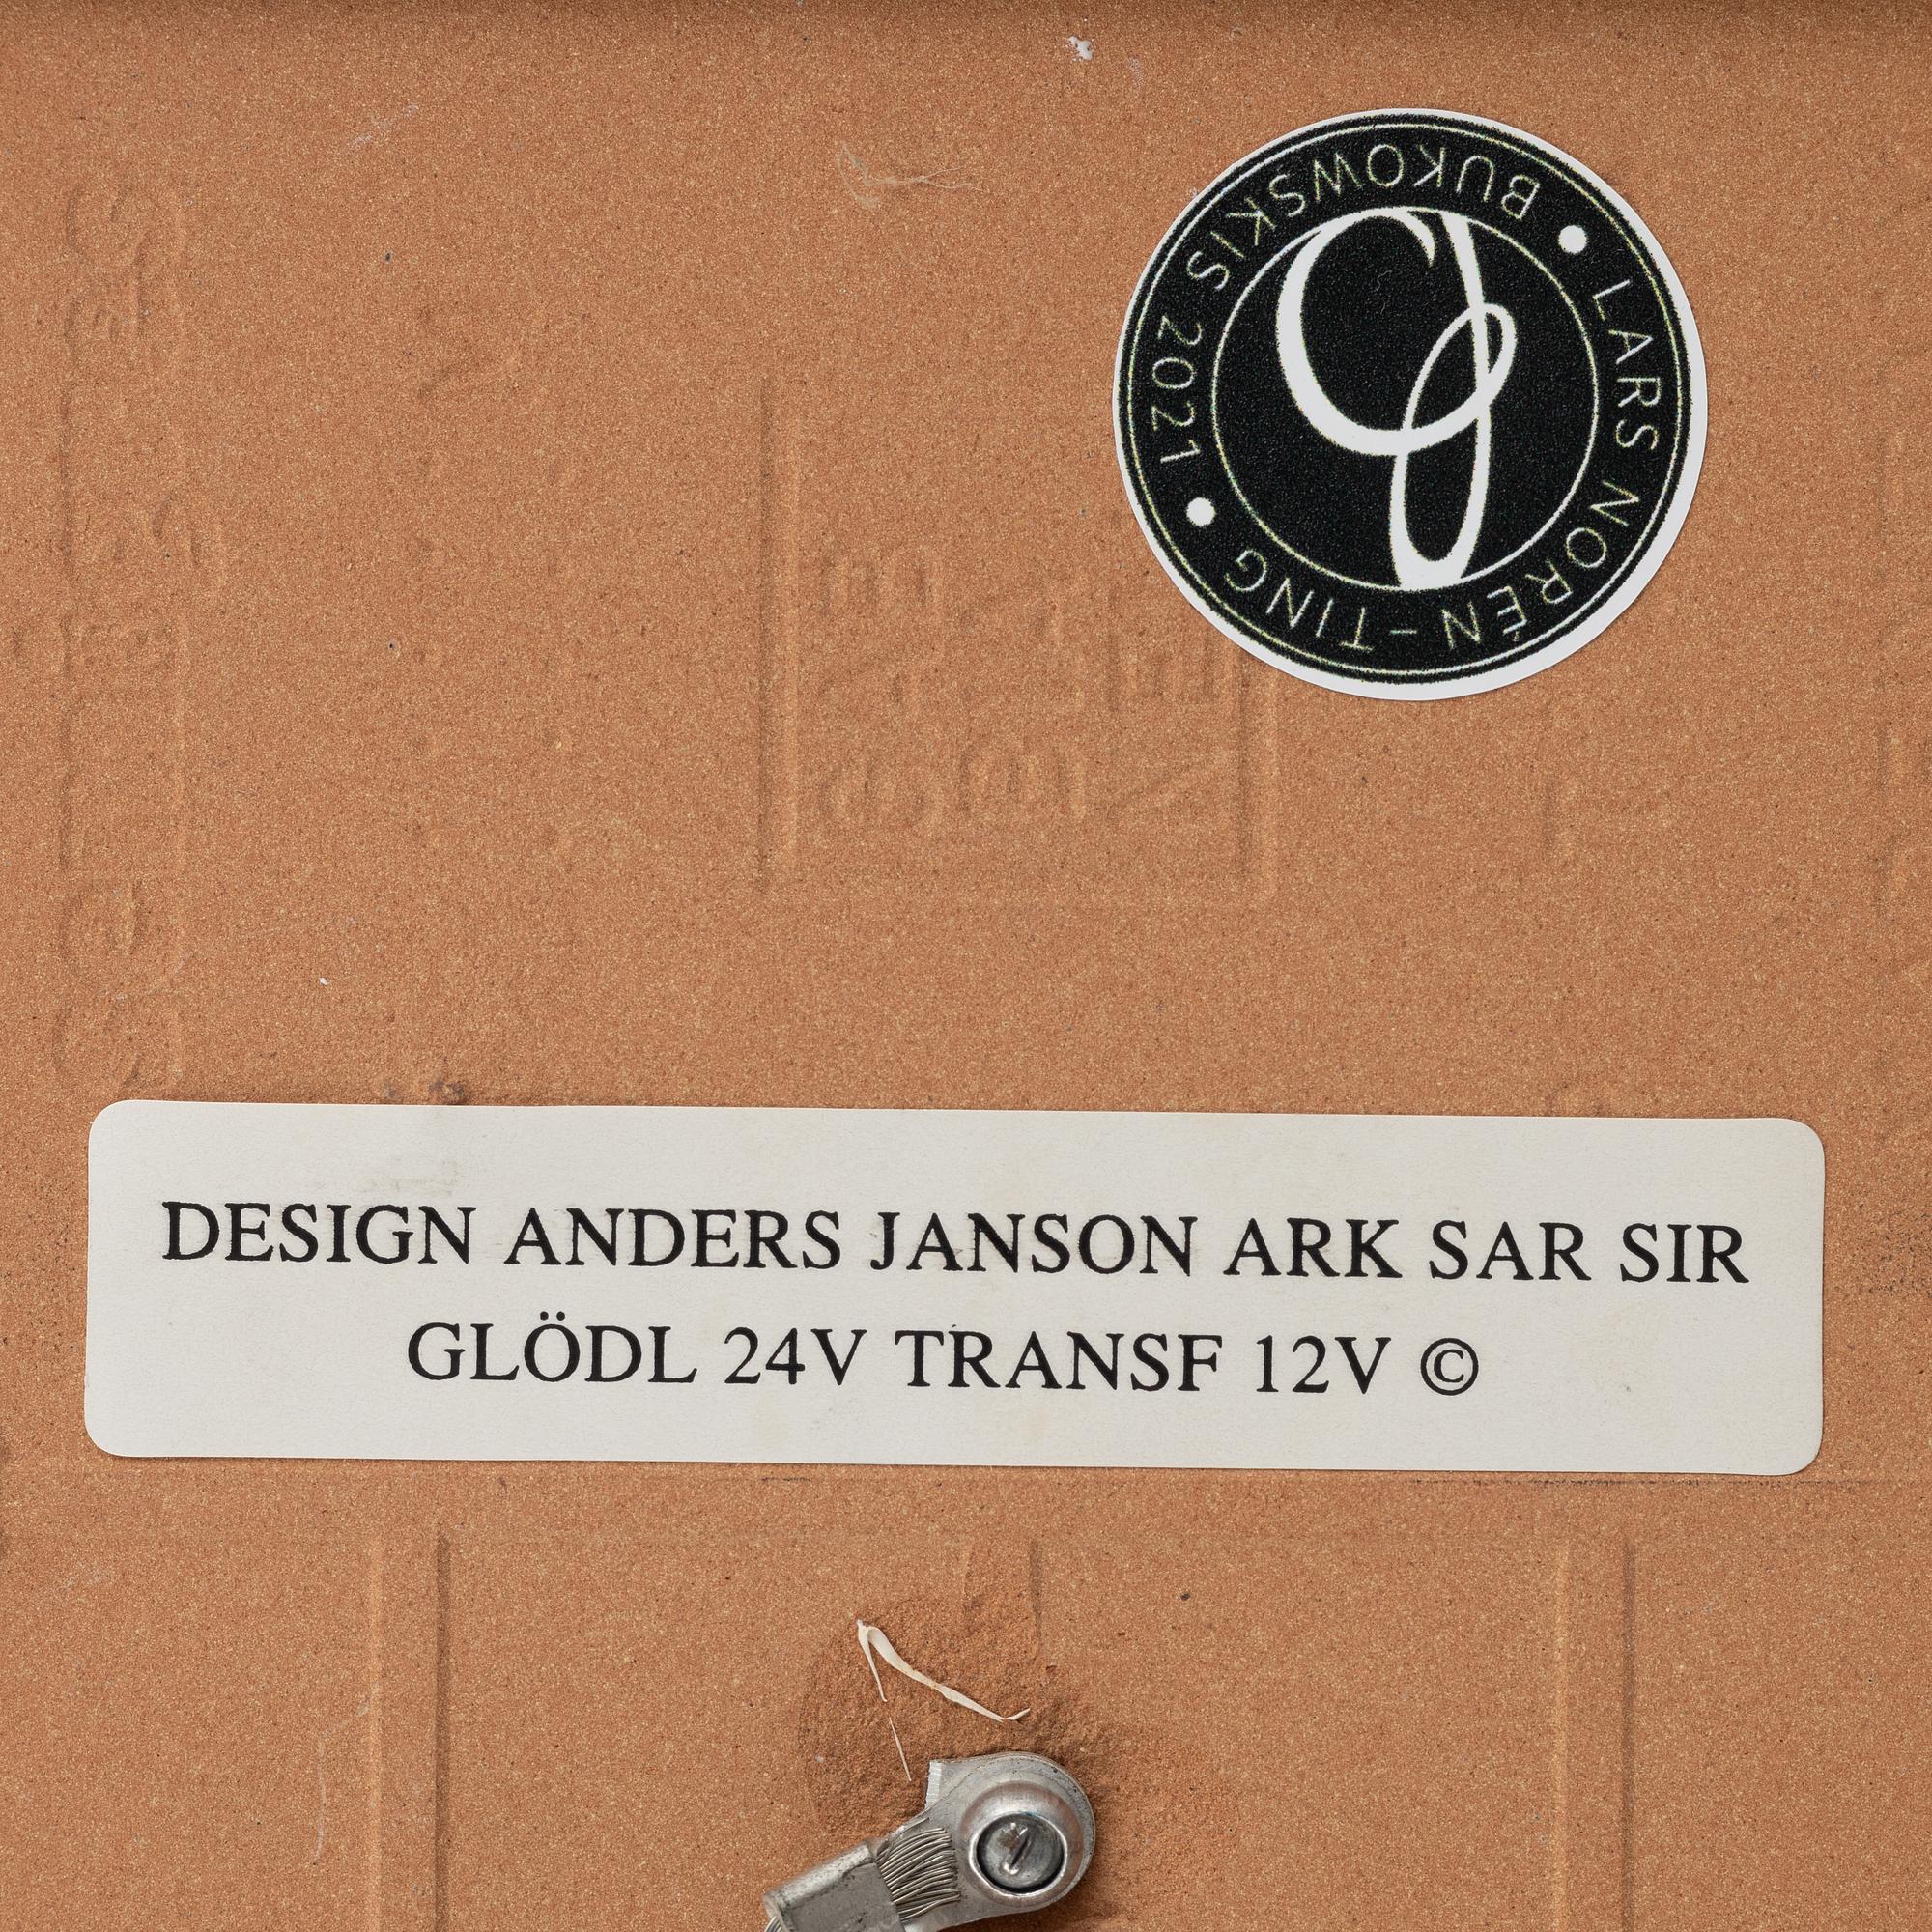 LARS NORÉN - TING • BUKOWSKIS 2021 •
DESIGN ANDERS JANSON ARK SAR SIR
GLÖDL 24V TRANSF 12V ©